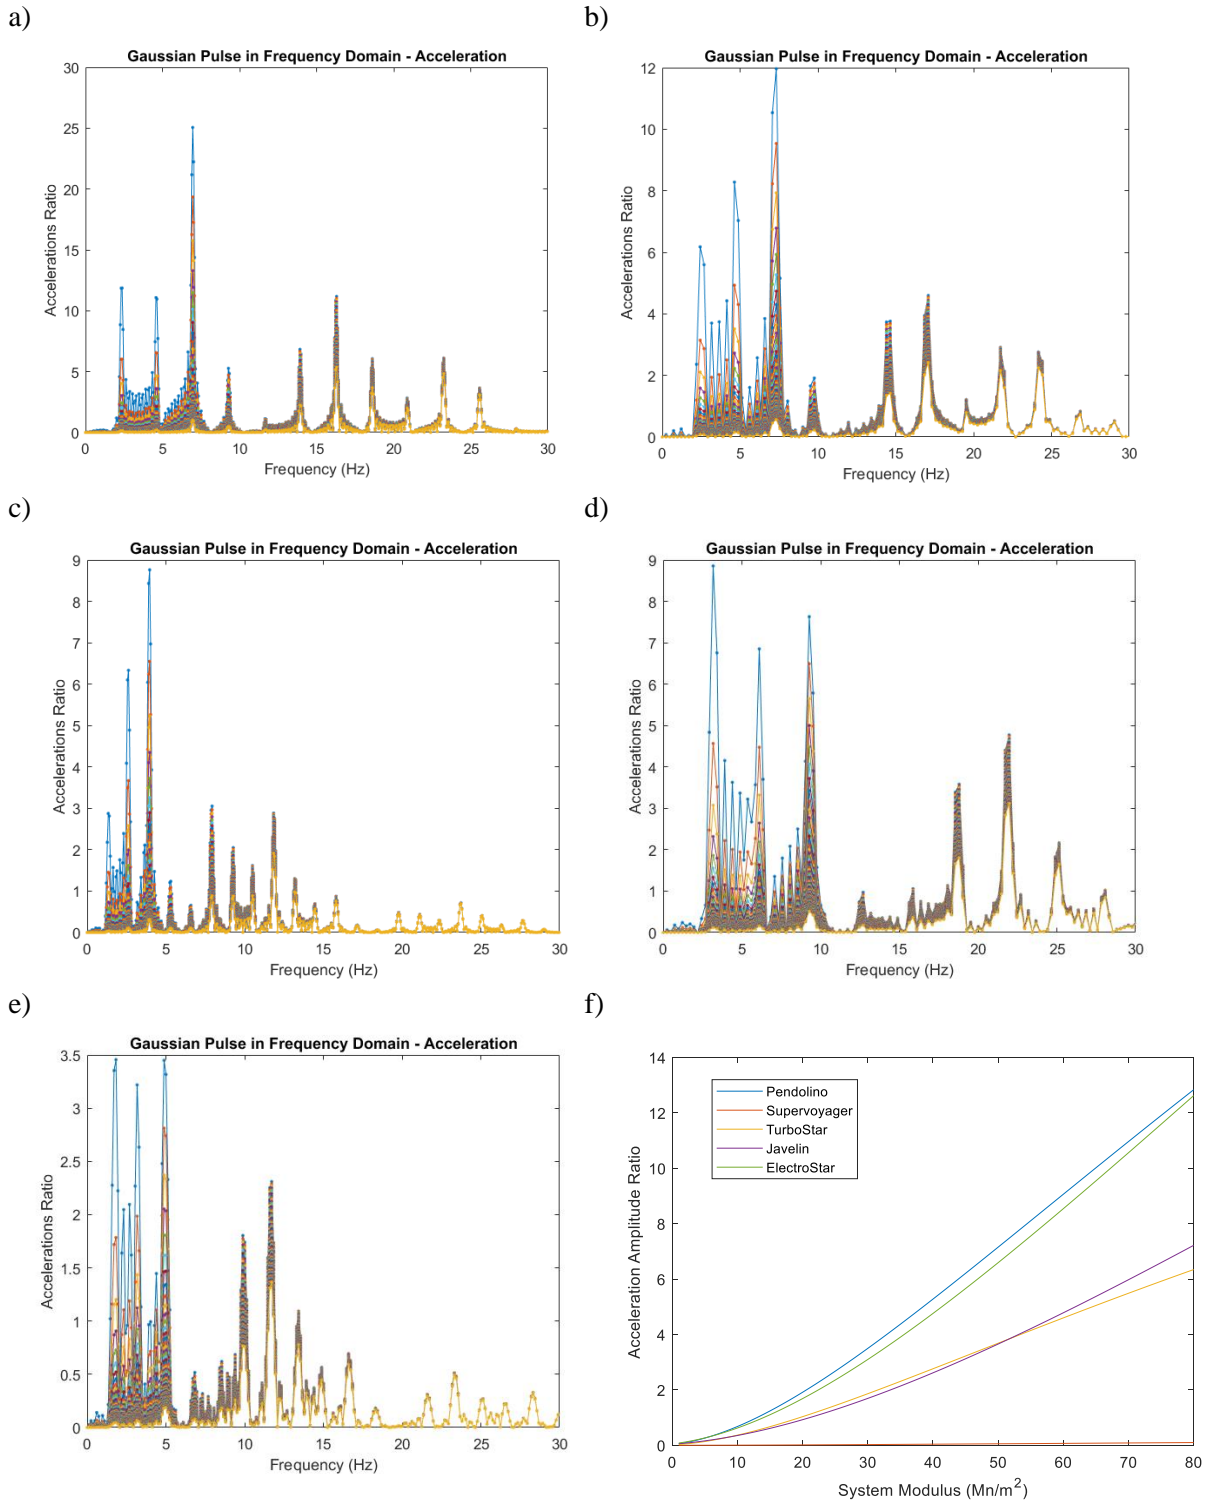 a)
b)
Gaussian Pulse in Frequency Domain - Acceleration
30
25
20
15
10
5
0
Accelerations Ratio
0 5 10 15 20 25 30
Frequency (Hz)
Gaussian Pulse in Frequency Domain - Acceleration
12
10
8
6
4
2
0
Accelerations Ratio
0 5 10 15 20 25 30
Frequency (Hz)
c)
d)
Gaussian Pulse in Frequency Domain - Acceleration
9
8
7
6
5
4
3
2
1
0
Accelerations Ratio
0 5 10 15 20 25 30
Frequency (Hz)
Gaussian Pulse in Frequency Domain - Acceleration
9
8
7
6
5
4
3
2
1
0
Accelerations Ratio
0 5 10 15 20 25 30
Frequency (Hz)
e)
f)
Gaussian Pulse in Frequency Domain - Acceleration
3.5
3
2.5
2
1.5
1
0.5
0
Accelerations Ratio
0 5 10 15 20 25 30
Frequency (Hz)
14
12
10
8
6
4
2
0
Acceleration Amplitude Ratio
Pendolino
Supervoyager
TurboStar
Javelin
ElectroStar
0 10 20 30 40 50 60 70 80
System Modulus (Mn/m²)